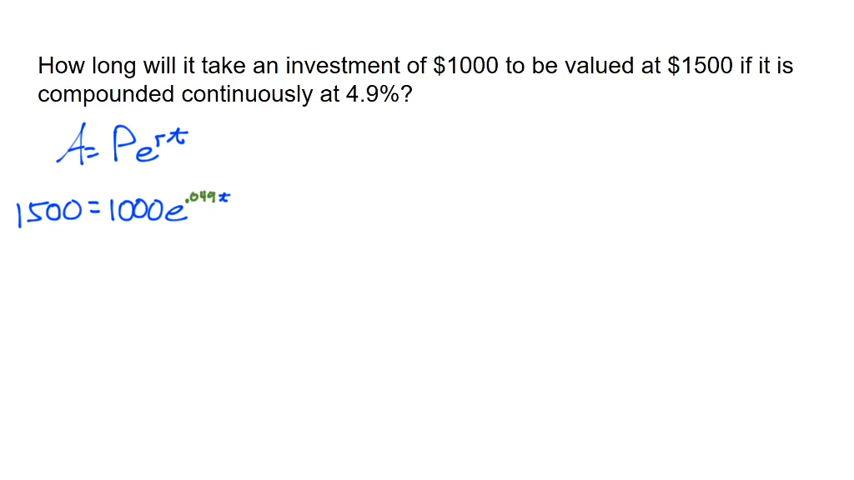 How long will it take an investment of $1000 to be valued at $1500 if it is
compounded continuously at 4.9%?
A= Pe^rt
1500=1000e^.049t